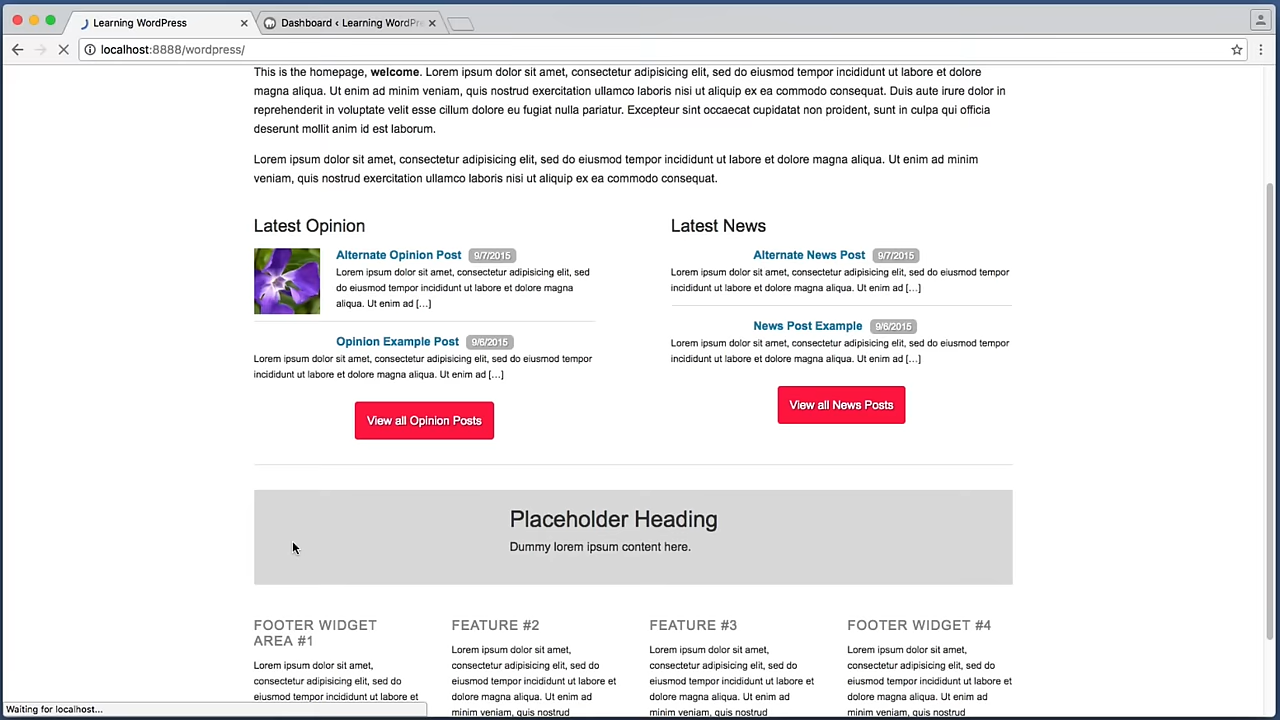 Learning WordPress
Dashboard ‹ Learning WordPr
localhost:8888/wordpress/
This is the homepage, welcome. Lorem ipsum dolor sit amet, consectetur adipisicing elit, sed do eiusmod tempor incididunt ut labore et dolore
magna aliqua. Ut enim ad minim veniam, quis nostrud exercitation ullamco laboris nisi ut aliquip ex ea commodo consequat. Duis aute irure dolor in
reprehenderit in voluptate velit esse cillum dolore eu fugiat nulla pariatur. Excepteur sint occaecat cupidatat non proident, sunt in culpa qui officia
deserunt mollit anim id est laborum.
Lorem ipsum dolor sit amet, consectetur adipisicing elit, sed do eiusmod tempor incididunt ut labore et dolore magna aliqua. Ut enim ad minim
veniam, quis nostrud exercitation ullamco laboris nisi ut aliquip ex ea commodo consequat.
Latest Opinion
Alternate Opinion Post 9/7/2015
Lorem ipsum dolor sit amet, consectetur adipisicing elit, sed
do eiusmod tempor incididunt ut labore et dolore magna
aliqua. Ut enim ad […]
Opinion Example Post 9/6/2015
Lorem ipsum dolor sit amet, consectetur adipisicing elit, sed do eiusmod tempor
incididunt ut labore et dolore magna aliqua. Ut enim ad […]
View all Opinion Posts
Latest News
Alternate News Post 9/7/2015
Lorem ipsum dolor sit amet, consectetur adipisicing elit, sed do eiusmod tempor
incididunt ut labore et dolore magna aliqua. Ut enim ad […]
News Post Example 9/6/2015
Lorem ipsum dolor sit amet, consectetur adipisicing elit, sed do eiusmod tempor
incididunt ut labore et dolore magna aliqua. Ut enim ad […]
View all News Posts
Placeholder Heading
Dummy lorem ipsum content here.
FOOTER WIDGET
AREA #1
Lorem ipsum dolor sit amet,
consectetur adipisicing elit, sed do
eiusmod tempor incididunt ut labore et
FEATURE #2
Lorem ipsum dolor sit amet,
consectetur adipisicing elit, sed do
eiusmod tempor incididunt ut labore et
dolore magna aliqua. Ut enim ad
minim veniam, quis nostrud
FEATURE #3
Lorem ipsum dolor sit amet,
consectetur adipisicing elit, sed do
eiusmod tempor incididunt ut labore et
dolore magna aliqua. Ut enim ad
minim veniam, quis nostrud
FOOTER WIDGET #4
Lorem ipsum dolor sit amet,
consectetur adipisicing elit, sed do
eiusmod tempor incididunt ut labore et
dolore magna aliqua. Ut enim ad
minim veniam, quis nostrud
Waiting for localhost...